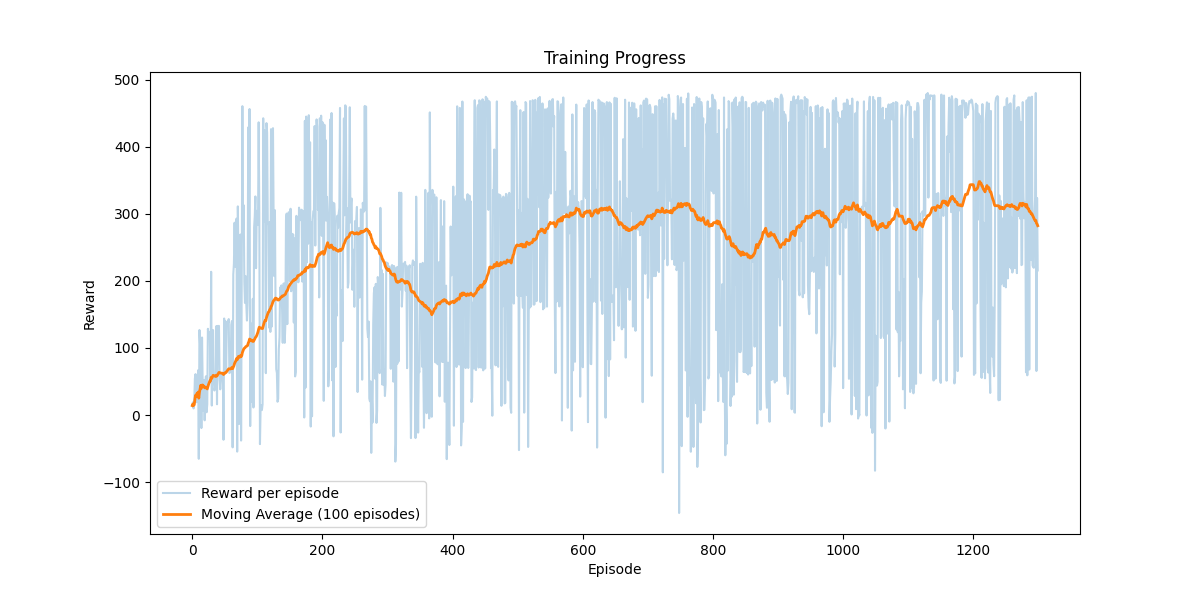 Training Progress
500
400
300
200
100
0
−100
Reward
Reward per episode
Moving Average (100 episodes)
0 200 400 600 800 1000 1200
Episode